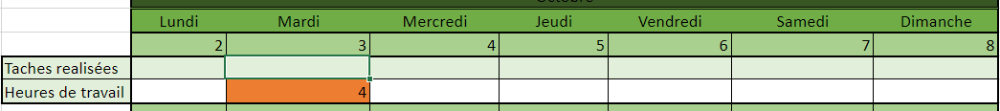 Octobre
Lundi Mardi Mercredi Jeudi Vendredi Samedi Dimanche
2 3 4 5 6 7 8
Taches realisées
Heures de travail 4